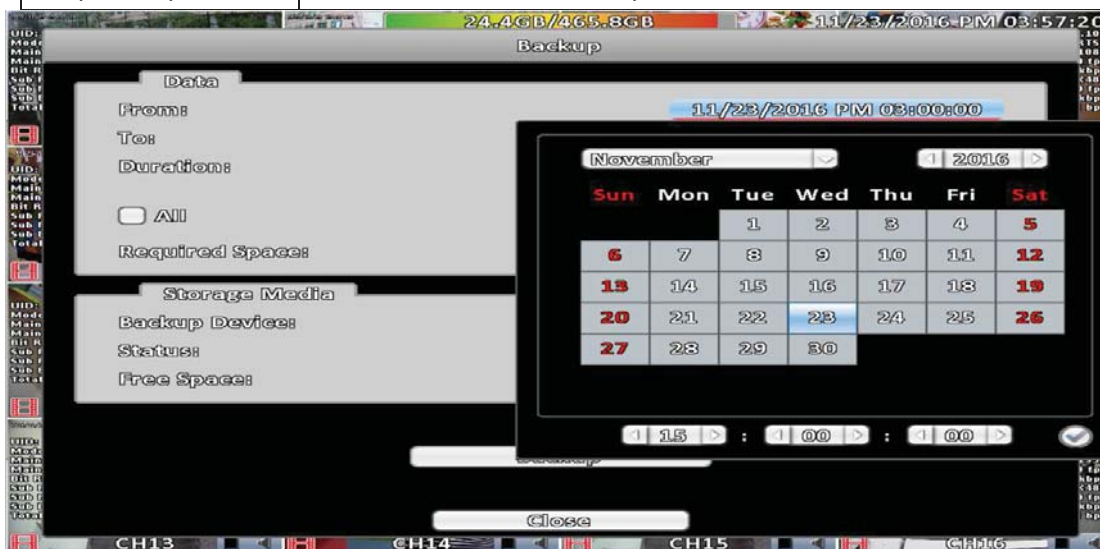 24.4GB/465.8GB
11/23/2016 PM 03:57:20
Backup
Data
From: 11/23/2016 PM 03:00:00
To:
Duration:
All
Required Space:
Storage Media
Backup Device:
Status:
Free Space:
November 2016
Sun Mon Tue Wed Thu Fri Sat
1 2 3 4 5
6 7 8 9 10 11 12
13 14 15 16 17 18 19
20 21 22 23 24 25 26
27 28 29 30
15 : 00 : 00
Backup
Close
CH13 CH14 CH15 CH16